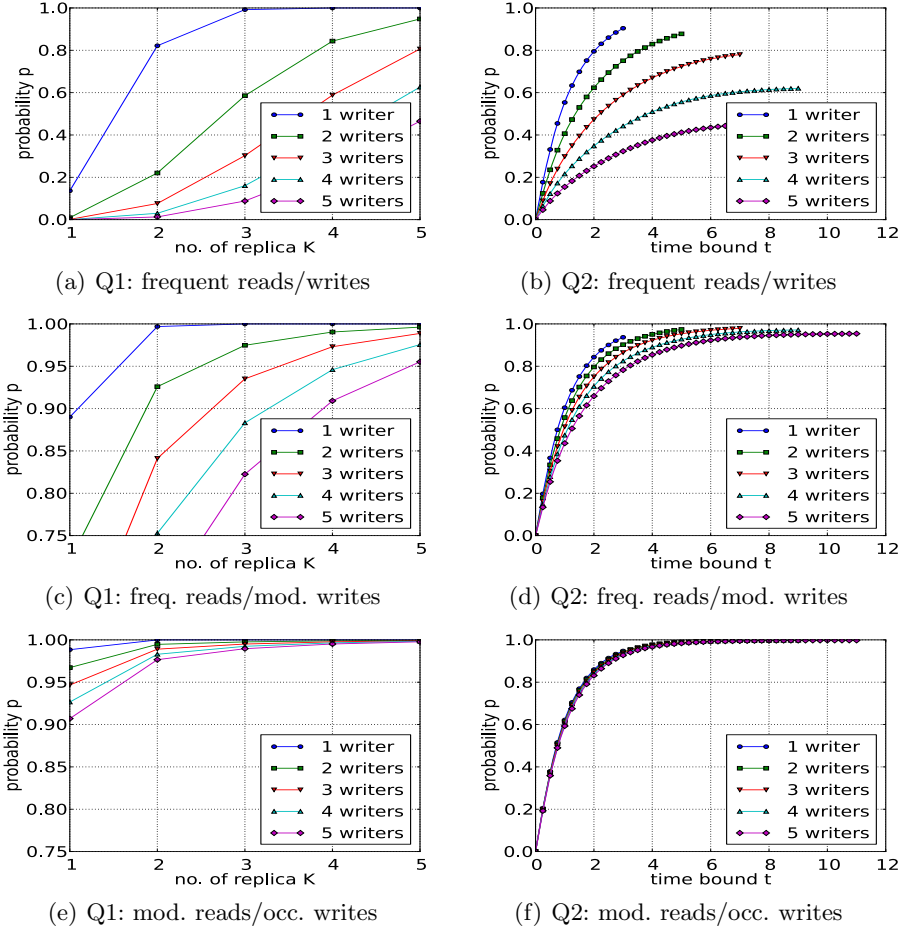 1.0
0.8
0.6
0.4
0.2
0.0
probability p
1 2 3 4 5
no. of replica K
1 writer
2 writers
3 writers
4 writers
5 writers
(a) Q1: frequent reads/writes
1.0
0.8
0.6
0.4
0.2
0.0
probability p
0 2 4 6 8 10 12
time bound t
1 writer
2 writers
3 writers
4 writers
5 writers
(b) Q2: frequent reads/writes
1.00
0.95
0.90
0.85
0.80
0.75
probability p
1 2 3 4 5
no. of replica K
1 writer
2 writers
3 writers
4 writers
5 writers
(c) Q1: freq. reads/mod. writes
1.0
0.8
0.6
0.4
0.2
0.0
probability p
0 2 4 6 8 10 12
time bound t
1 writer
2 writers
3 writers
4 writers
5 writers
(d) Q2: freq. reads/mod. writes
1.00
0.95
0.90
0.85
0.80
0.75
probability p
1 2 3 4 5
no. of replica K
1 writer
2 writers
3 writers
4 writers
5 writers
(e) Q1: mod. reads/occ. writes
1.0
0.8
0.6
0.4
0.2
0.0
probability p
0 2 4 6 8 10 12
time bound t
1 writer
2 writers
3 writers
4 writers
5 writers
(f) Q2: mod. reads/occ. writes